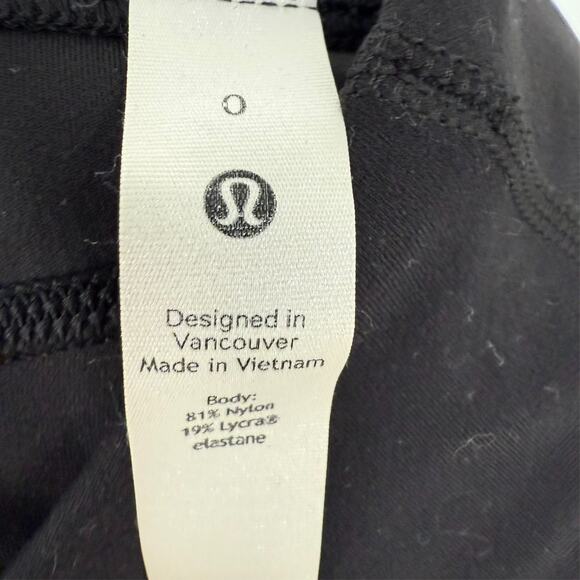 0
Designed in
Vancouver
Made in Vietnam
Body:
81% Nylon
19% Lycra®
elastane